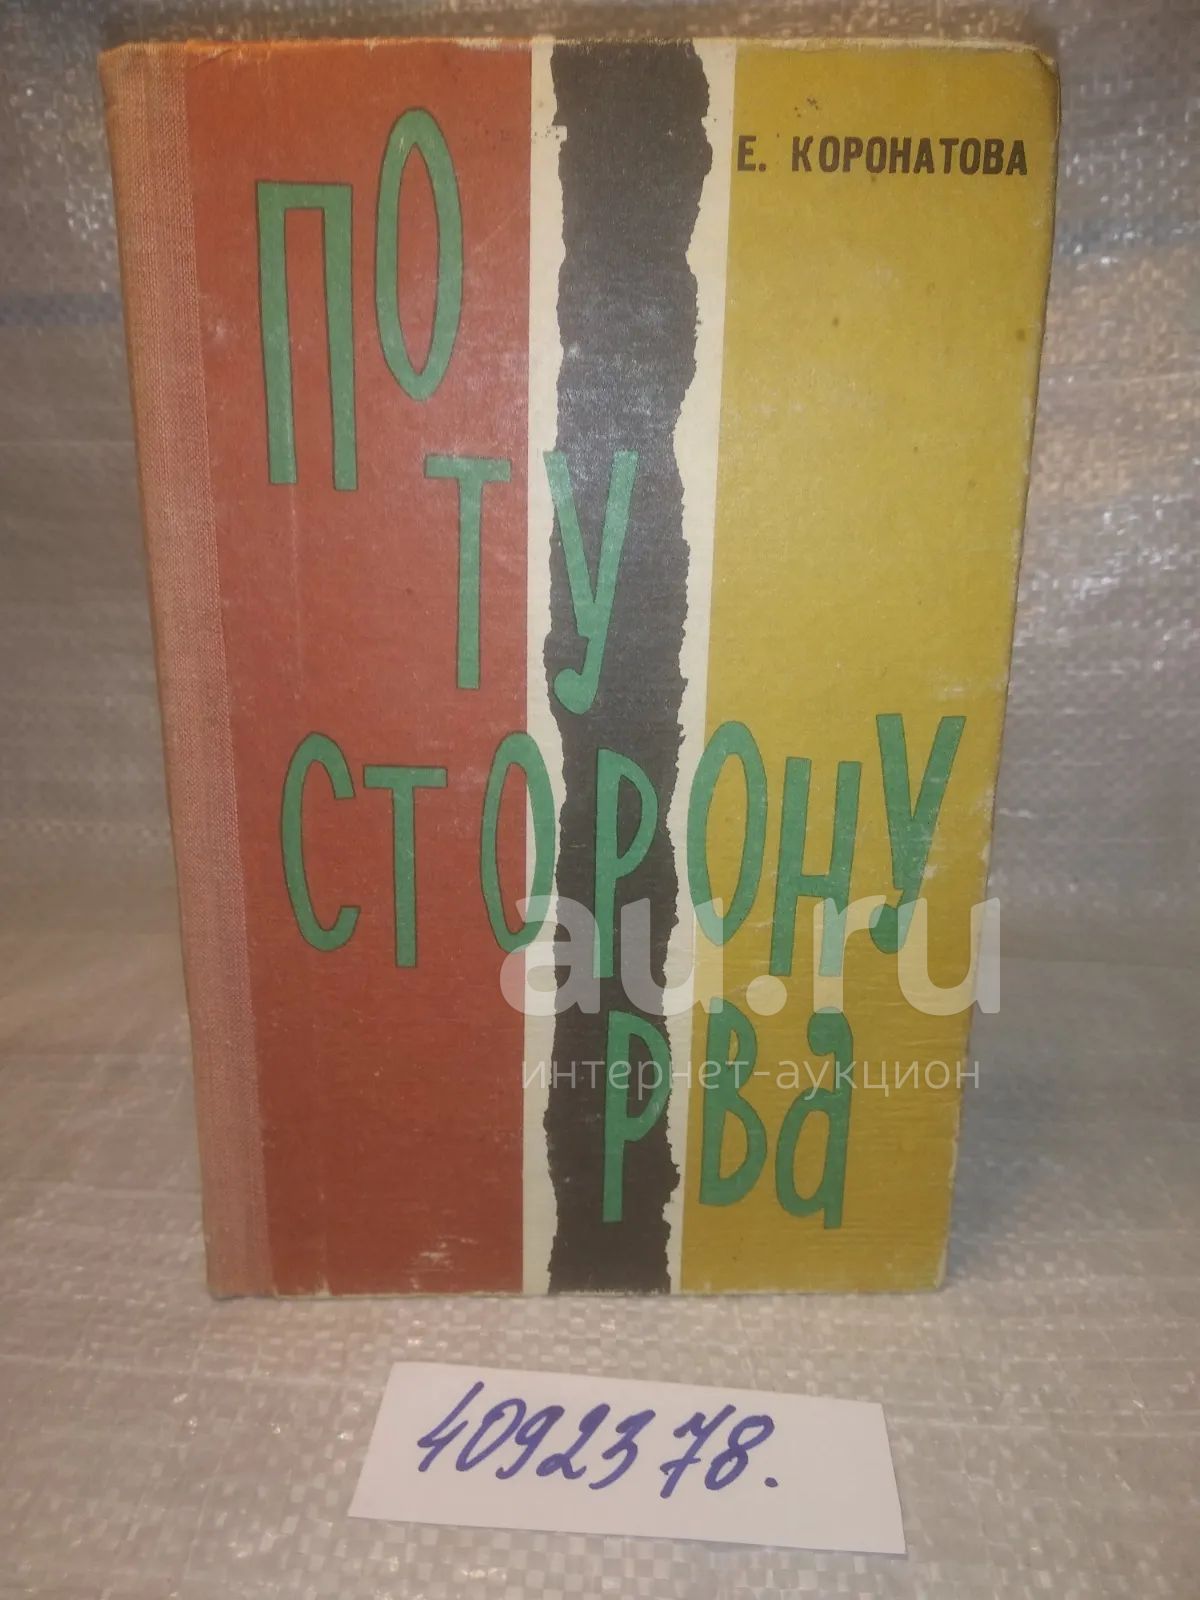 Е. КОРОНАТОВА
ПО
ТУ
СТОРОНУ
РВА
au.ru
интернет-аукцион
4092378.